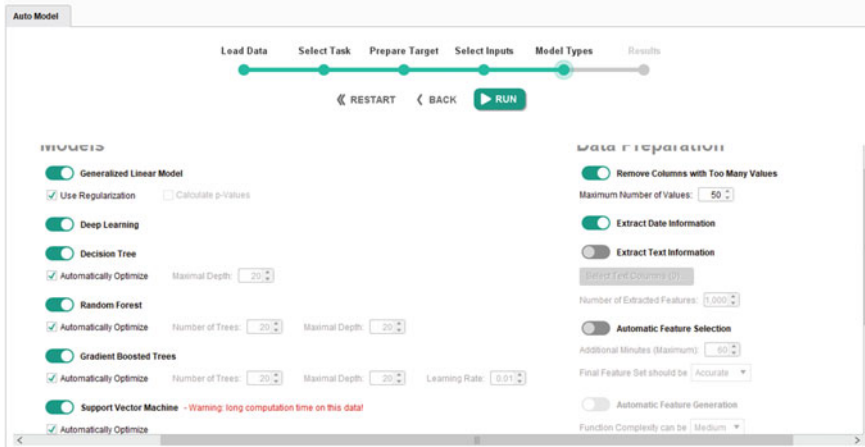 Auto Model
Load Data Select Task Prepare Target Select Inputs Model Types Results
RESTART BACK RUN
Models
Generalized Linear Model
Use Regularization Calculate p-Values
Deep Learning
Decision Tree
Automatically Optimize Maximal Depth: 20
Random Forest
Automatically Optimize Number of Trees: 20 Maximal Depth: 20
Gradient Boosted Trees
Automatically Optimize Number of Trees: 20 Maximal Depth: 20 Learning Rate: 0.01
Support Vector Machine - Warning: long computation time on this data!
Automatically Optimize
Data Preparation
Remove Columns with Too Many Values
Maximum Number of Values: 50
Extract Date Information
Extract Text Information
Select Text Columns (0)...
Number of Extracted Features: 1,000
Automatic Feature Selection
Additional Minutes (Maximum): 60
Final Feature Set should be Accurate
Automatic Feature Generation
Function Complexity can be Medium